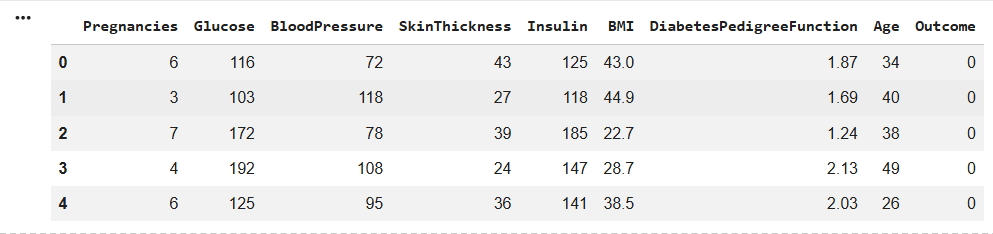 Pregnancies Glucose BloodPressure SkinThickness Insulin BMI DiabetesPedigreeFunction Age Outcome
0 6 116 72 43 125 43.0 1.87 34 0
1 3 103 118 27 118 44.9 1.69 40 0
2 7 172 78 39 185 22.7 1.24 38 0
3 4 192 108 24 147 28.7 2.13 49 0
4 6 125 95 36 141 38.5 2.03 26 0